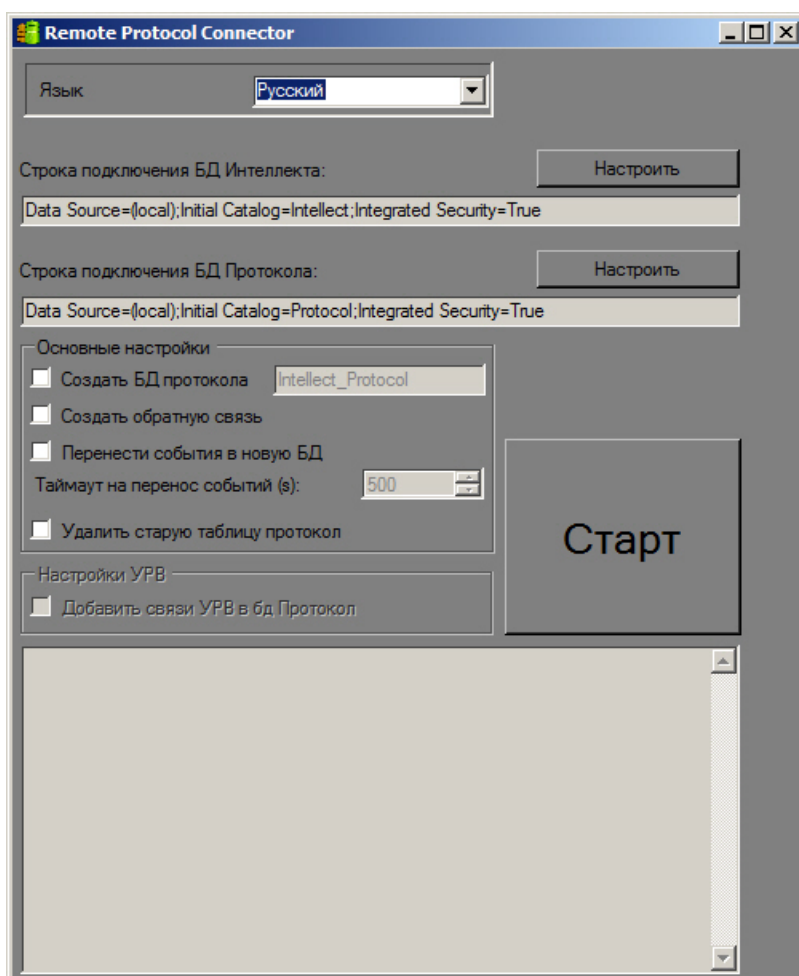 Remote Protocol Connector
Язык Русский
Строка подключения БД Интеллекта: Настроить
Data Source=(local);Initial Catalog=Intellect;Integrated Security=True
Строка подключения БД Протокола: Настроить
Data Source=(local);Initial Catalog=Protocol;Integrated Security=True
Основные настройки
Создать БД протокола Intellect_Protocol
Создать обратную связь
Перенести события в новую БД
Таймаут на перенос событий (s): 500
Удалить старую таблицу протокол
Старт
Настройки УРВ
Добавить связи УРВ в бд Протокол